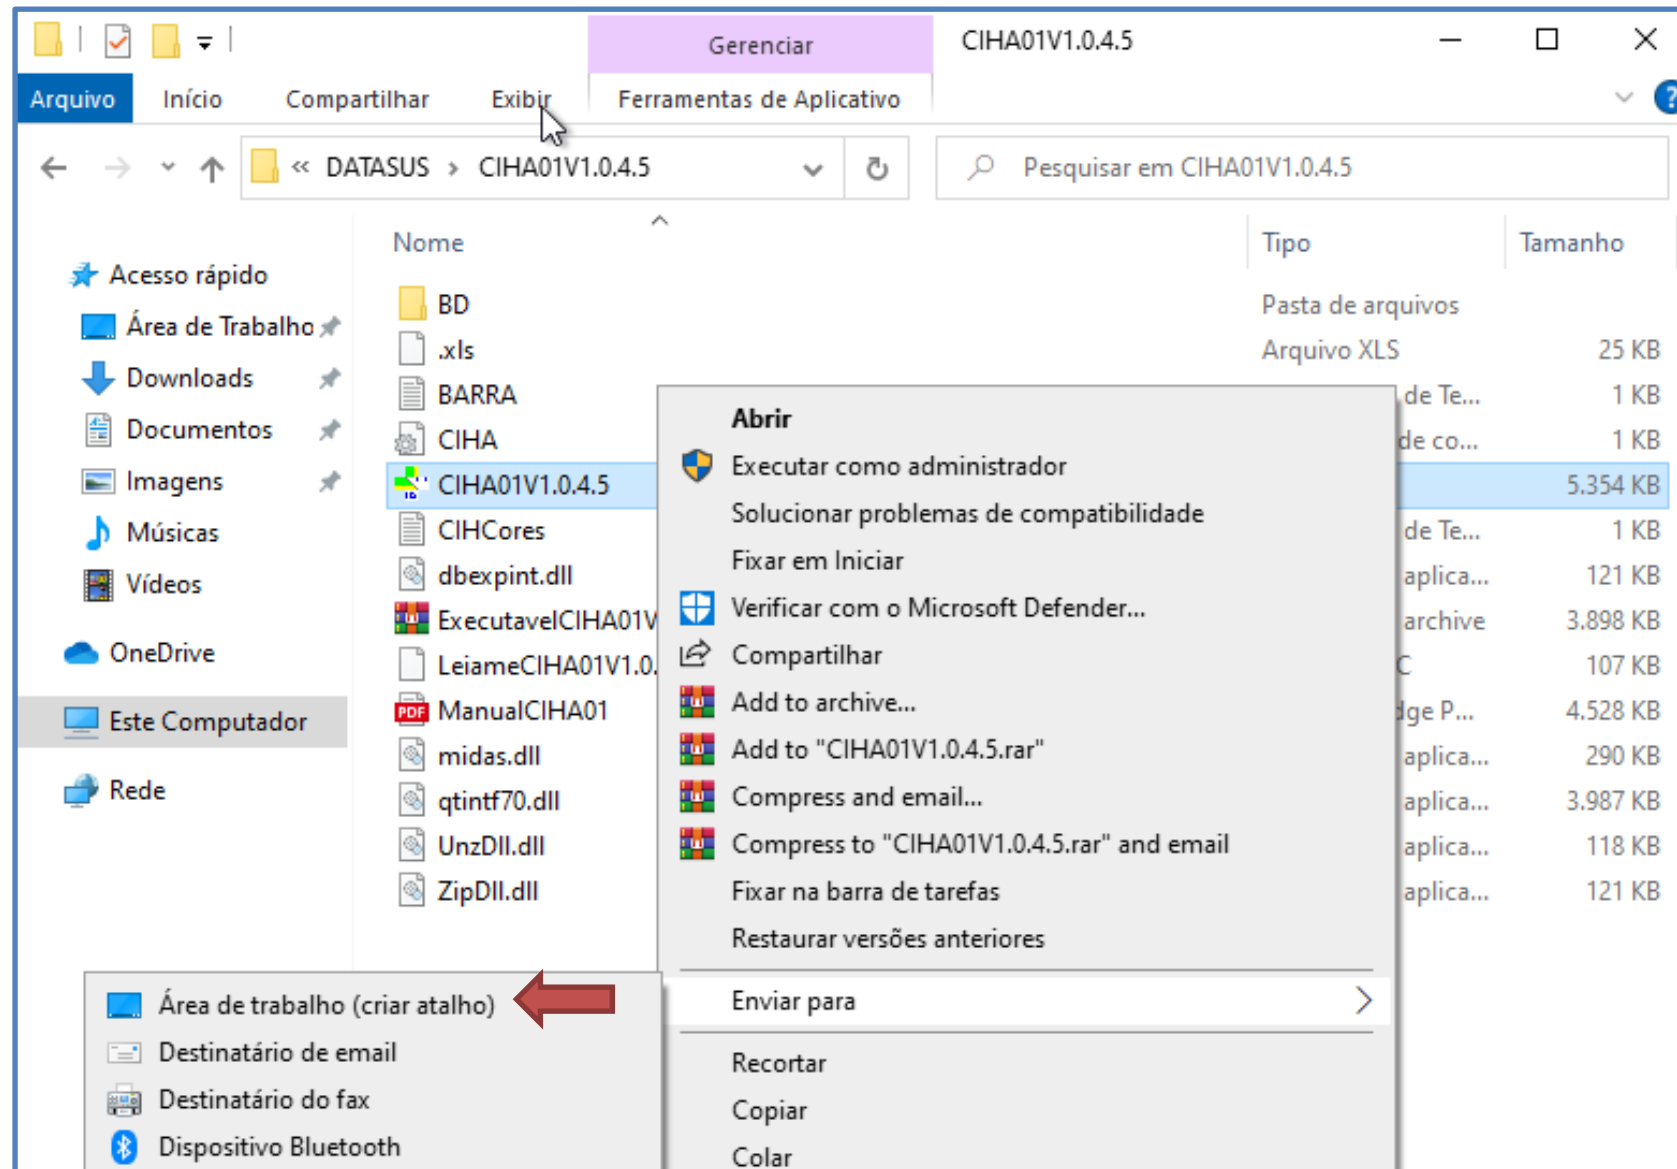 Gerenciar
CIHA01V1.0.4.5
Arquivo Início Compartilhar Exibir Ferramentas de Aplicativo ?
« DATASUS > CIHA01V1.0.4.5
Pesquisar em CIHA01V1.0.4.5
Nome Tipo Tamanho
Acesso rápido
Área de Trabalho
Downloads
Documentos
Imagens
Músicas
Vídeos
OneDrive
Este Computador
Rede
BD Pasta de arquivos
.xls Arquivo XLS 25 KB
BARRA de Te... 1 KB
CIHA de co... 1 KB
CIHA01V1.0.4.5 5.354 KB
CIHCores de Te... 1 KB
dbexpint.dll aplica... 121 KB
ExecutavelCIHA01V archive 3.898 KB
LeiameCIHA01V1.0. C 107 KB
PDF ManualCIHA01 dge P... 4.528 KB
midas.dll aplica... 290 KB
qtintf70.dll aplica... 3.987 KB
UnzDll.dll aplica... 118 KB
ZipDll.dll aplica... 121 KB
Abrir
Executar como administrador
Solucionar problemas de compatibilidade
Fixar em Iniciar
Verificar com o Microsoft Defender...
Compartilhar
Add to archive...
Add to "CIHA01V1.0.4.5.rar"
Compress and email...
Compress to "CIHA01V1.0.4.5.rar" and email
Fixar na barra de tarefas
Restaurar versões anteriores
Enviar para
Recortar
Copiar
Colar
Área de trabalho (criar atalho)
Destinatário de email
Destinatário do fax
Dispositivo Bluetooth